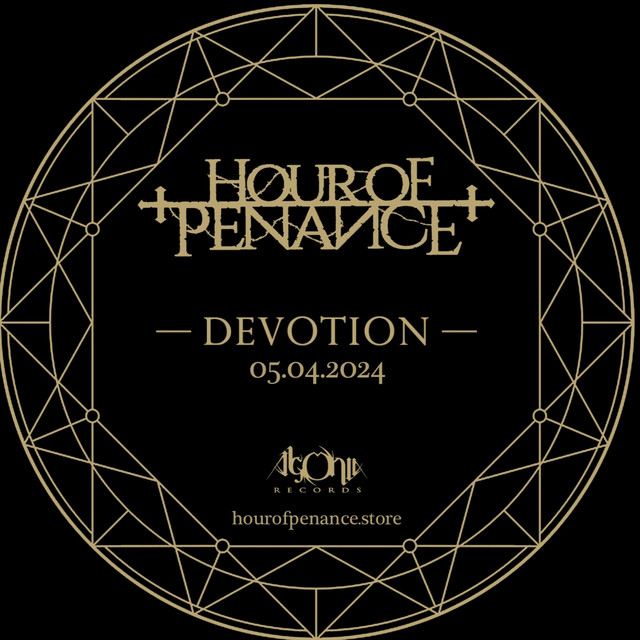 HOUR OF
PENANCE
— DEVOTION —
05.04.2024
AGONIA
RECORDS
hourofpenance.store